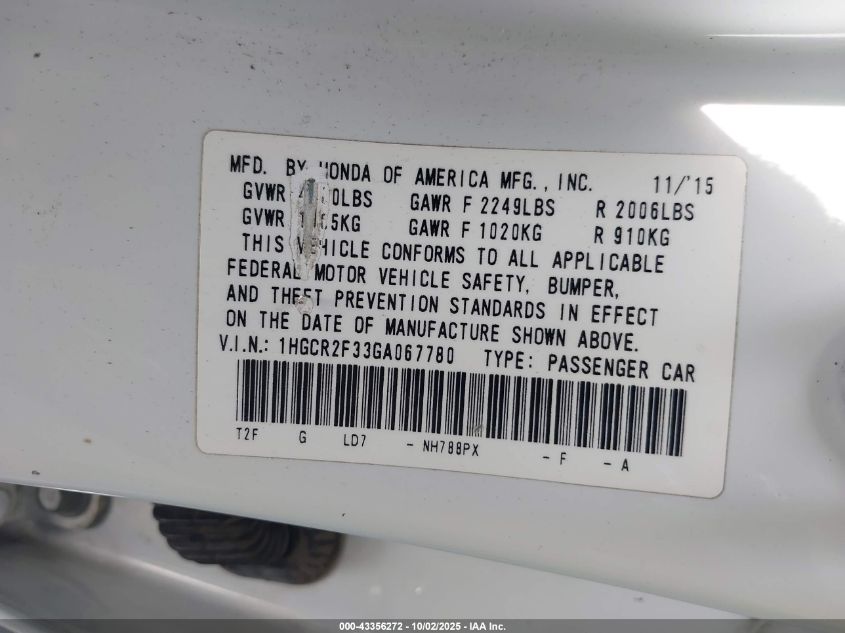 MFD. BY HONDA OF AMERICA MFG., INC. 11/'15
GVWR GAWR F 2249LBS R 2006LBS
GVWR GAWR F 1020KG R 910KG
THIS VEHICLE CONFORMS TO ALL APPLICABLE
FEDERAL MOTOR VEHICLE SAFETY, BUMPER,
AND THEFT PREVENTION STANDARDS IN EFFECT
ON THE DATE OF MANUFACTURE SHOWN ABOVE.
V.I.N.: 1HGCR2F33GA067780 TYPE: PASSENGER CAR
T2F G LD7 - NH788PX - F - A
000-43356272 - 10/02/2025 - IAA Inc.